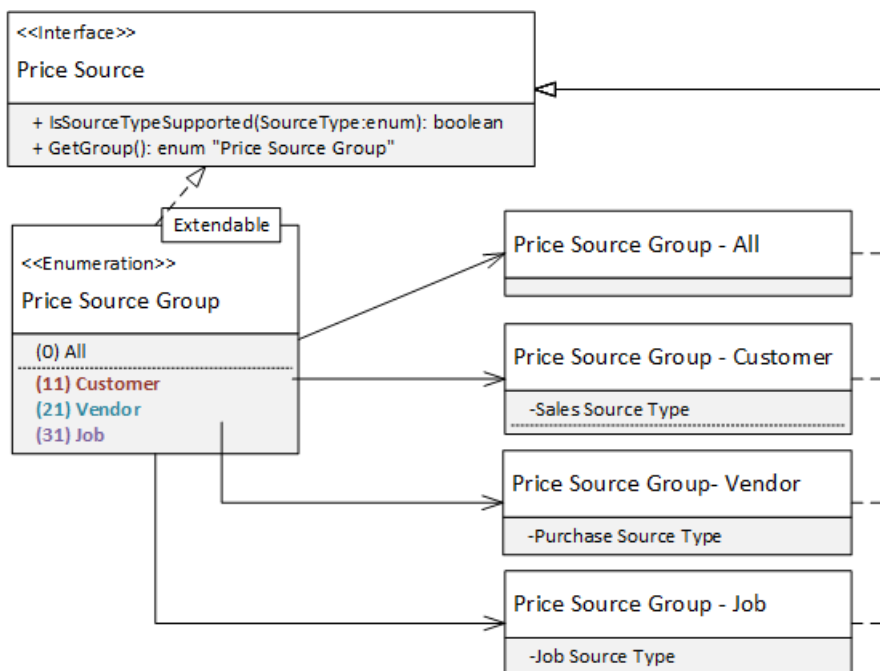 <<Interface>>
Price Source
+ IsSourceTypeSupported(SourceType:enum): boolean
+ GetGroup(): enum "Price Source Group"
Extendable
<<Enumeration>>
Price Source Group
(0) All
(11) Customer
(21) Vendor
(31) Job
Price Source Group - All
Price Source Group - Customer
-Sales Source Type
Price Source Group- Vendor
-Purchase Source Type
Price Source Group - Job
-Job Source Type